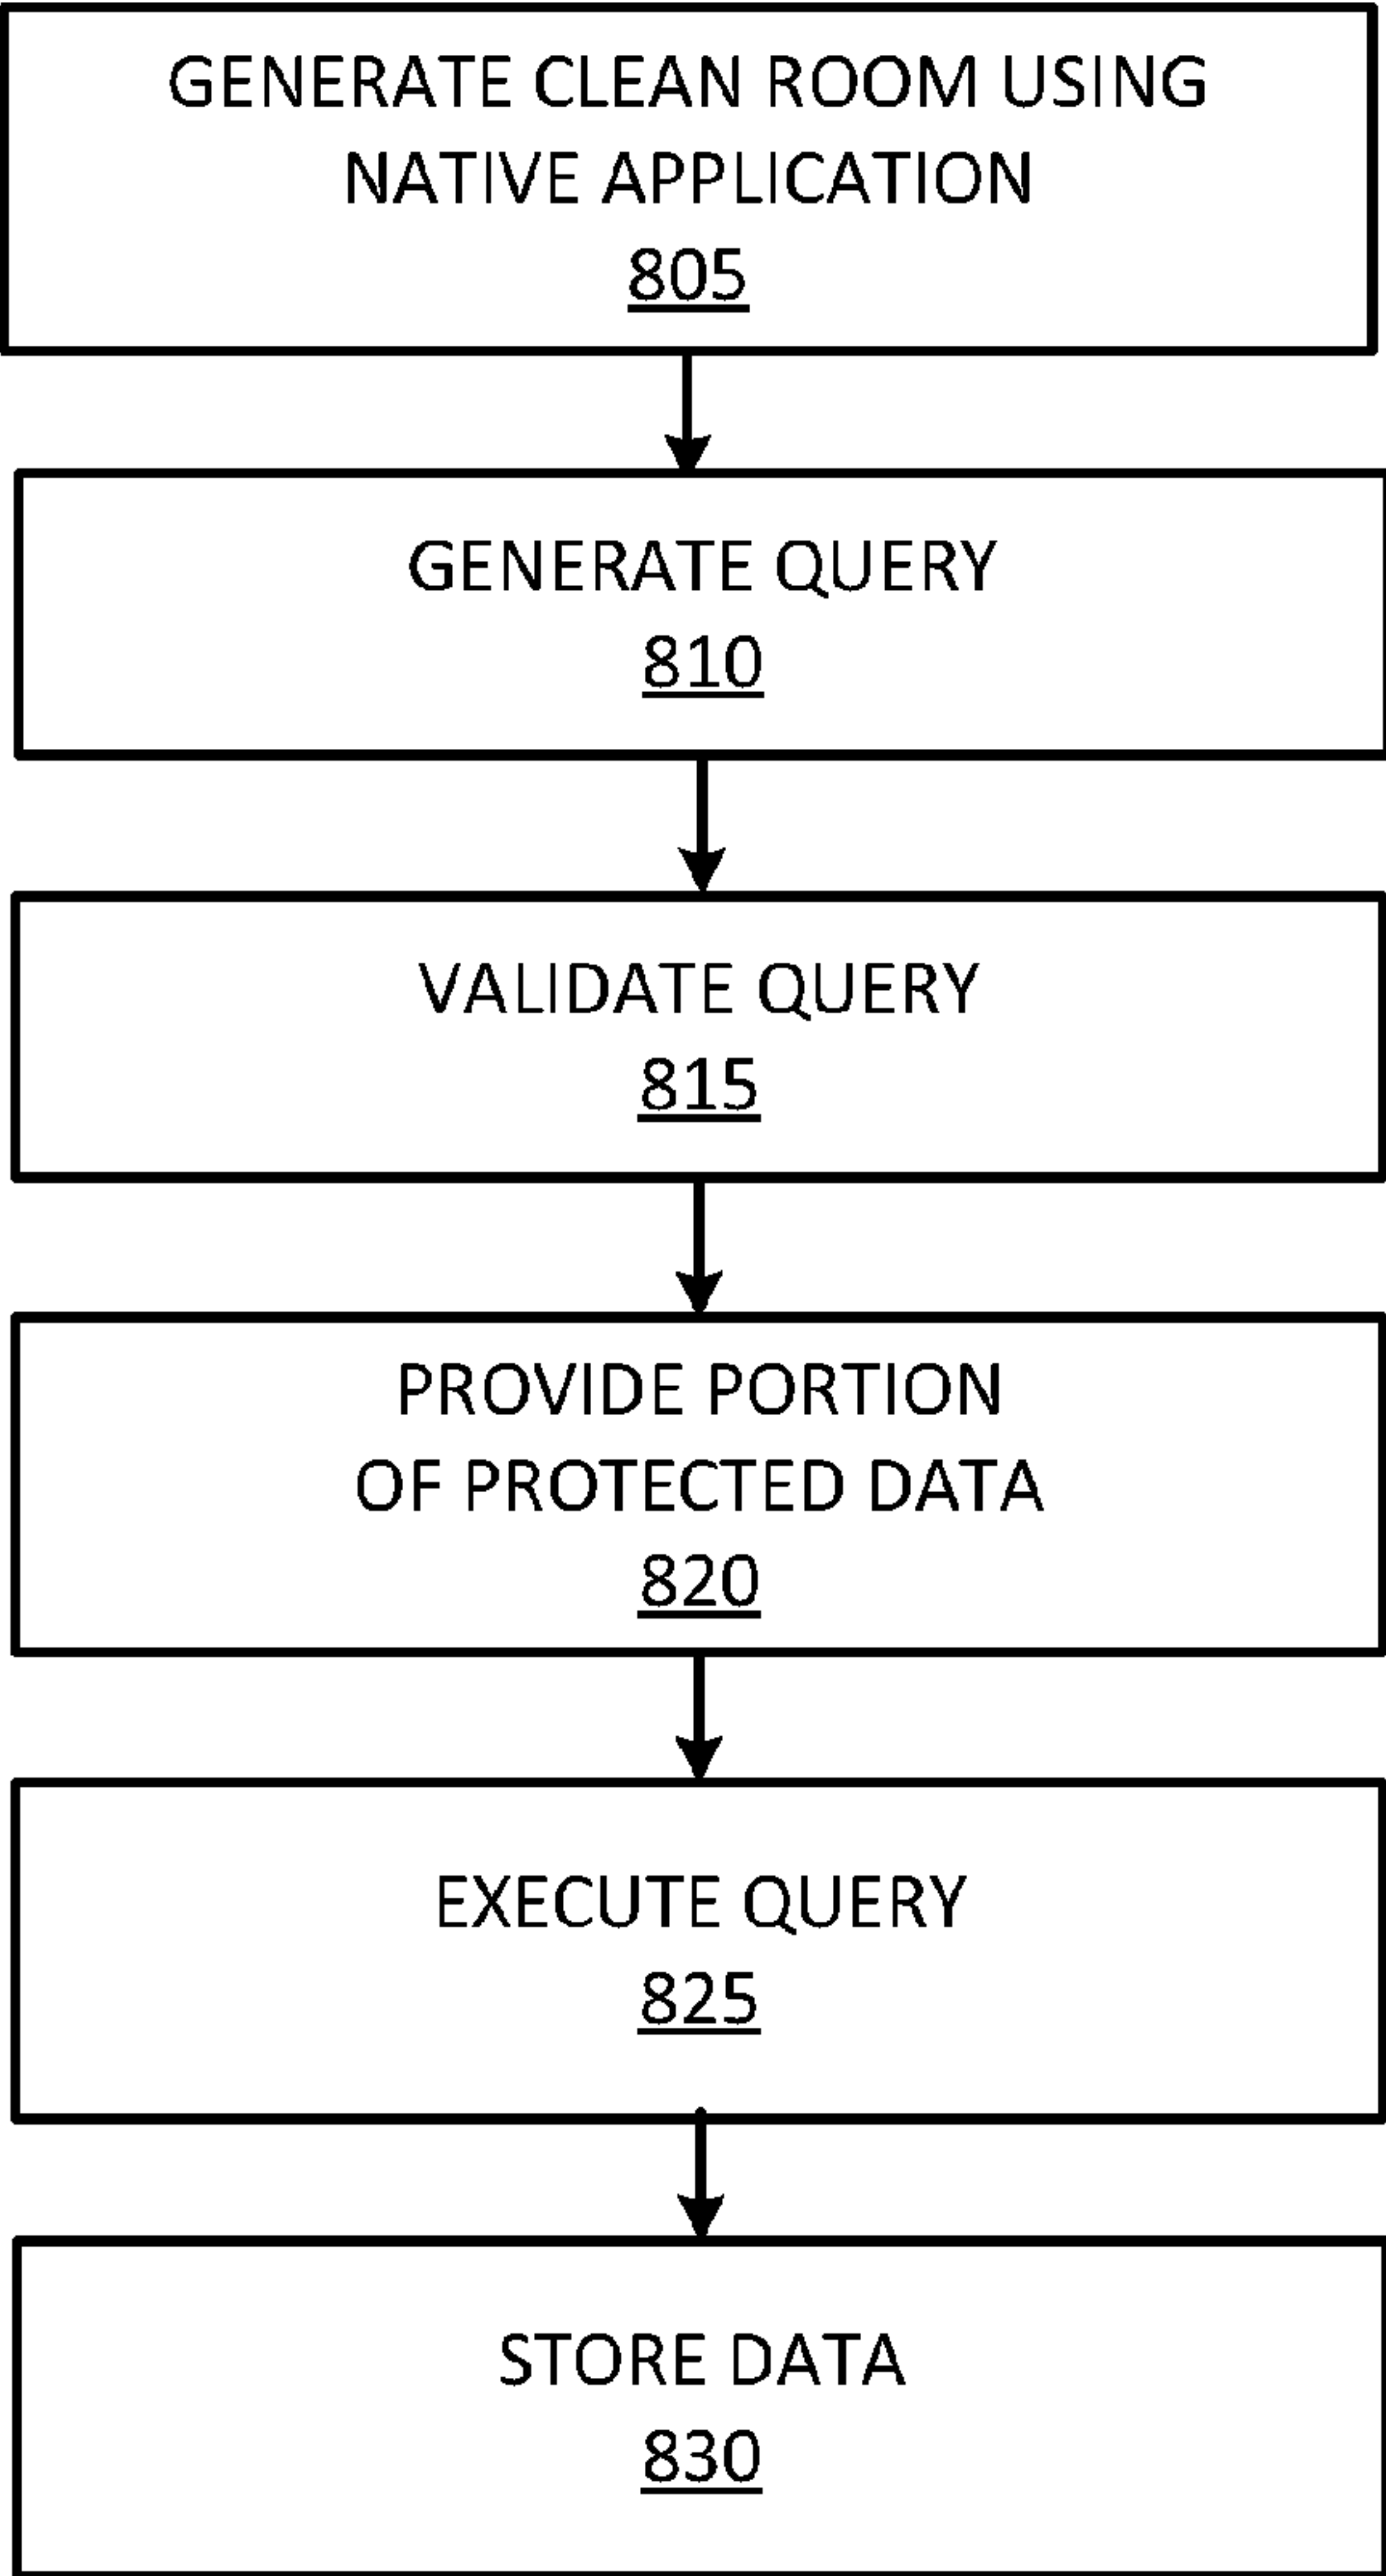 GENERATE CLEAN ROOM USING
NATIVE APPLICATION
805
GENERATE QUERY
810
VALIDATE QUERY
815
PROVIDE PORTION
OF PROTECTED DATA
820
EXECUTE QUERY
825
STORE DATA
830